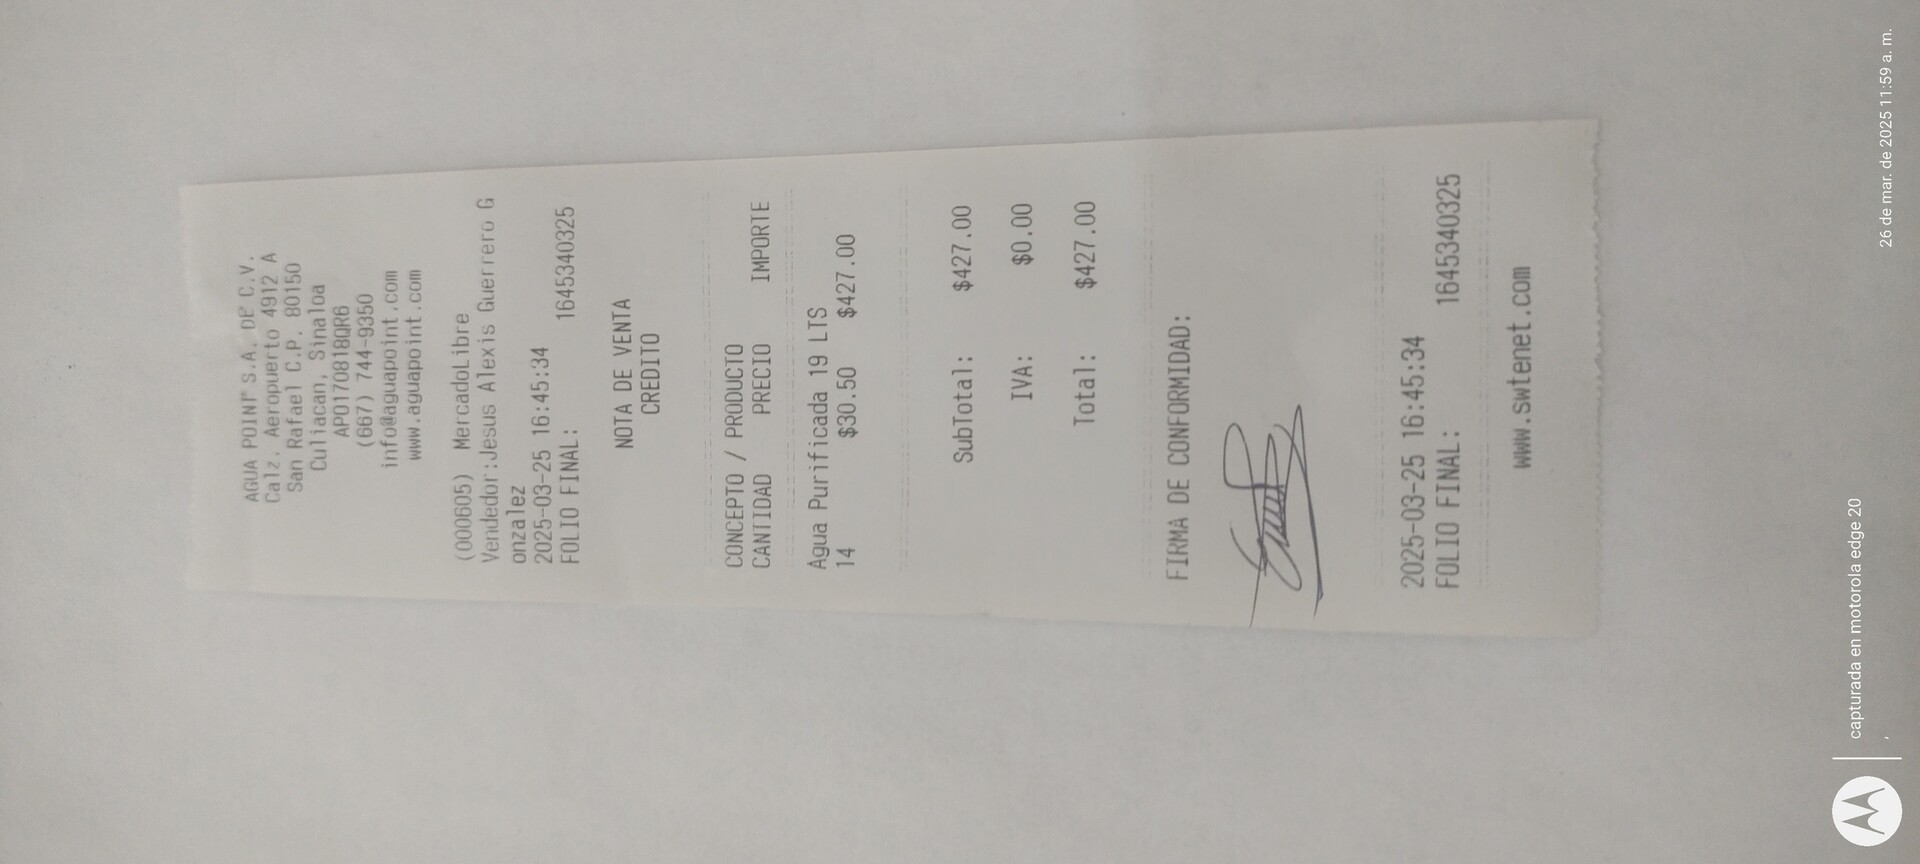 AGUA POINT S.A. DE C.V.
Calz. Aeropuerto 4912 A
San Rafael C.P. 80150
Culiacan, Sinaloa
APO170818QR6
(667) 744-9350
info@aguapoint.com
www.aguapoint.com
(000605) MercadoLibre
Vendedor:Jesus Alexis Guerrero G
onzalez
2025-03-25 16:45:34
FOLIO FINAL: 1645340325
NOTA DE VENTA
CREDITO
CONCEPTO / PRODUCTO
CANTIDAD PRECIO IMPORTE
Agua Purificada 19 LTS
14 $30.50 $427.00
SubTotal: $427.00
IVA: $0.00
Total: $427.00
FIRMA DE CONFORMIDAD:
2025-03-25 16:45:34
FOLIO FINAL: 1645340325
www.swtenet.com
capturada en motorola edge 20
26 de mar. de 2025 11:59 a. m.